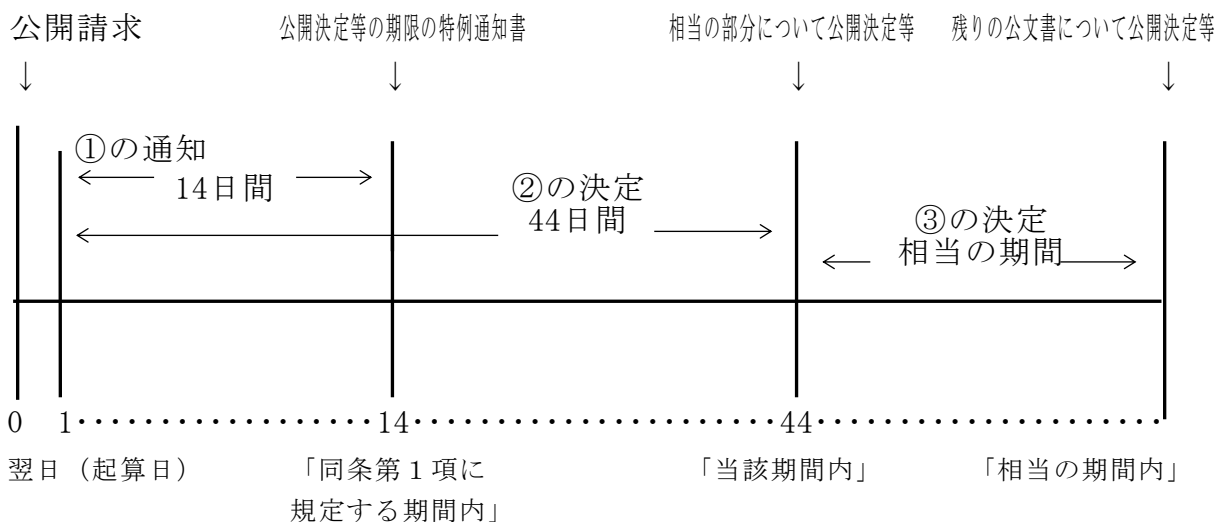 公開請求 公開決定等の期限の特例通知書 相当の部分について公開決定等 残りの公文書について公開決定等
↓ ↓ ↓ ↓
①の通知
14日間
②の決定
44日間
③の決定
相当の期間
0 1・・・・・・・・・・・・・・・・・14・・・・・・・・・・・・・・・・・・・・・44・・・・・・・・・・・・・・・・・・
翌日（起算日） 「同条第１項に 「当該期間内」 「相当の期間内」
規定する期間内」